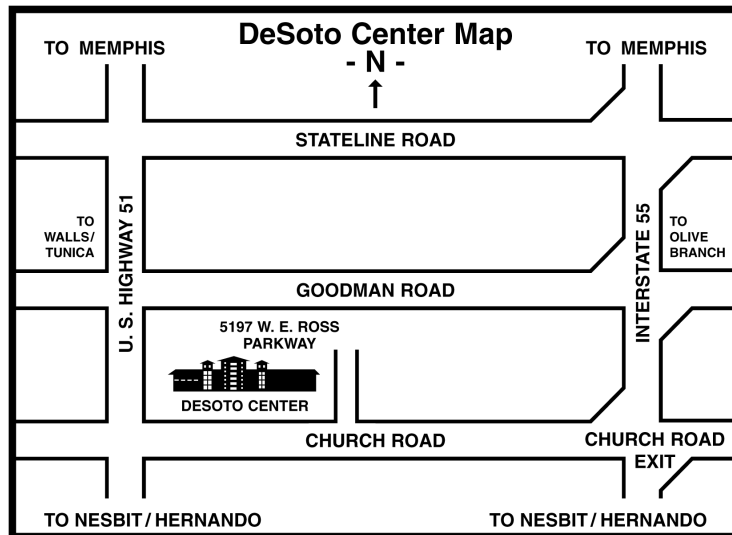 DeSoto Center Map
- N -
TO MEMPHIS
TO MEMPHIS
STATELINE ROAD
U. S. HIGHWAY 51
INTERSTATE 55
TO
WALLS/
TUNICA
TO
OLIVE
BRANCH
GOODMAN ROAD
5197 W. E. ROSS
PARKWAY
DESOTO CENTER
CHURCH ROAD
CHURCH ROAD
EXIT
TO NESBIT / HERNANDO
TO NESBIT / HERNANDO